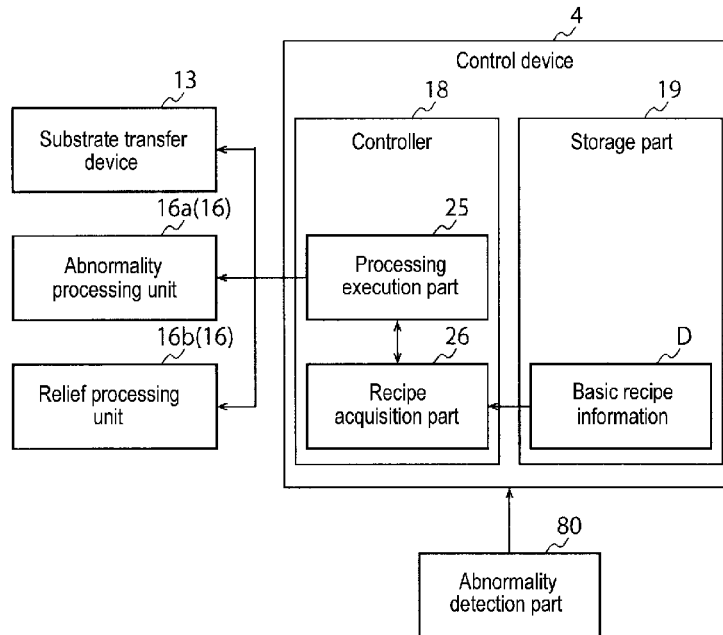 4
Control device
13
Substrate transfer
device
18
Controller
19
Storage part
16a(16)
Abnormality
processing unit
25
Processing
execution part
16b(16)
Relief processing
unit
26
Recipe
acquisition part
D
Basic recipe
information
80
Abnormality
detection part